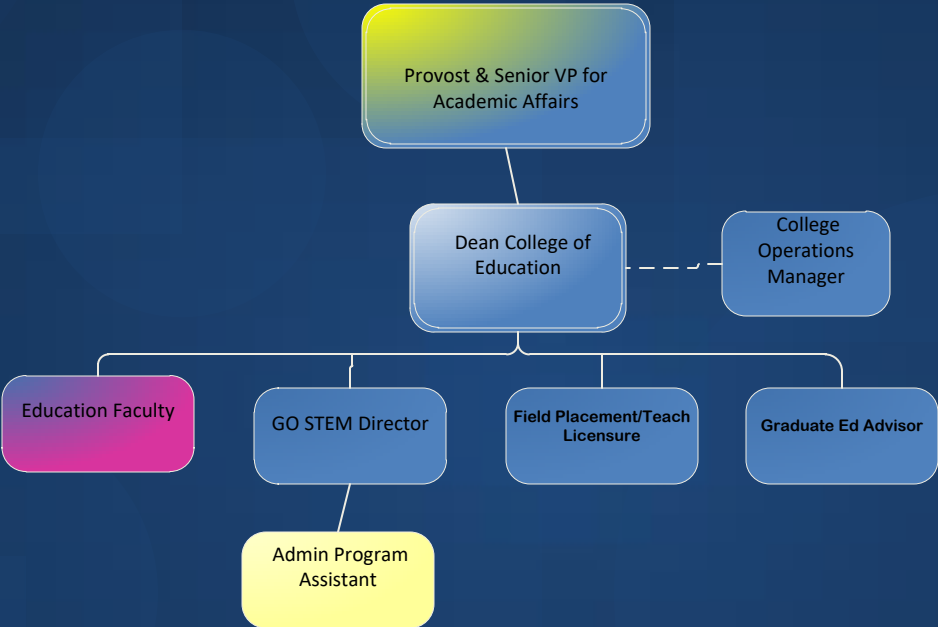 Provost & Senior VP for
Academic Affairs
Dean College of
Education
College
Operations
Manager
Education Faculty
GO STEM Director
Field Placement/Teach
Licensure
Graduate Ed Advisor
Admin Program
Assistant